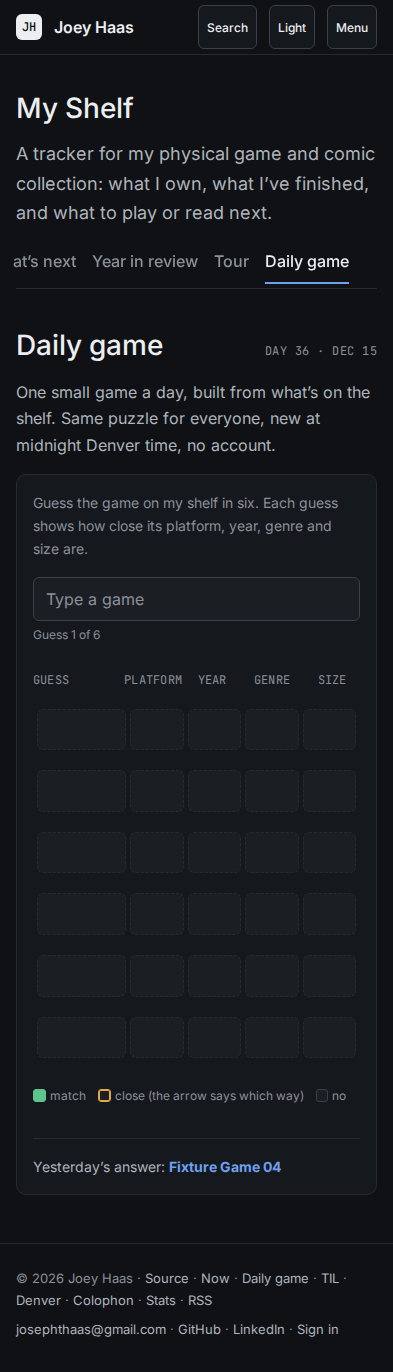 JH Joey Haas Search Light Menu
My Shelf
A tracker for my physical game and comic
collection: what I own, what I’ve finished,
and what to play or read next.
at’s next Year in review Tour Daily game
Daily game DAY 36 · DEC 15
One small game a day, built from what’s on the
shelf. Same puzzle for everyone, new at
midnight Denver time, no account.
Guess the game on my shelf in six. Each guess
shows how close its platform, year, genre and
size are.
Type a game
Guess 1 of 6
GUESS PLATFORM YEAR GENRE SIZE
match close (the arrow says which way) no
Yesterday’s answer: Fixture Game 04
© 2026 Joey Haas · Source · Now · Daily game · TIL ·
Denver · Colophon · Stats · RSS
josephthaas@gmail.com · GitHub · LinkedIn · Sign in